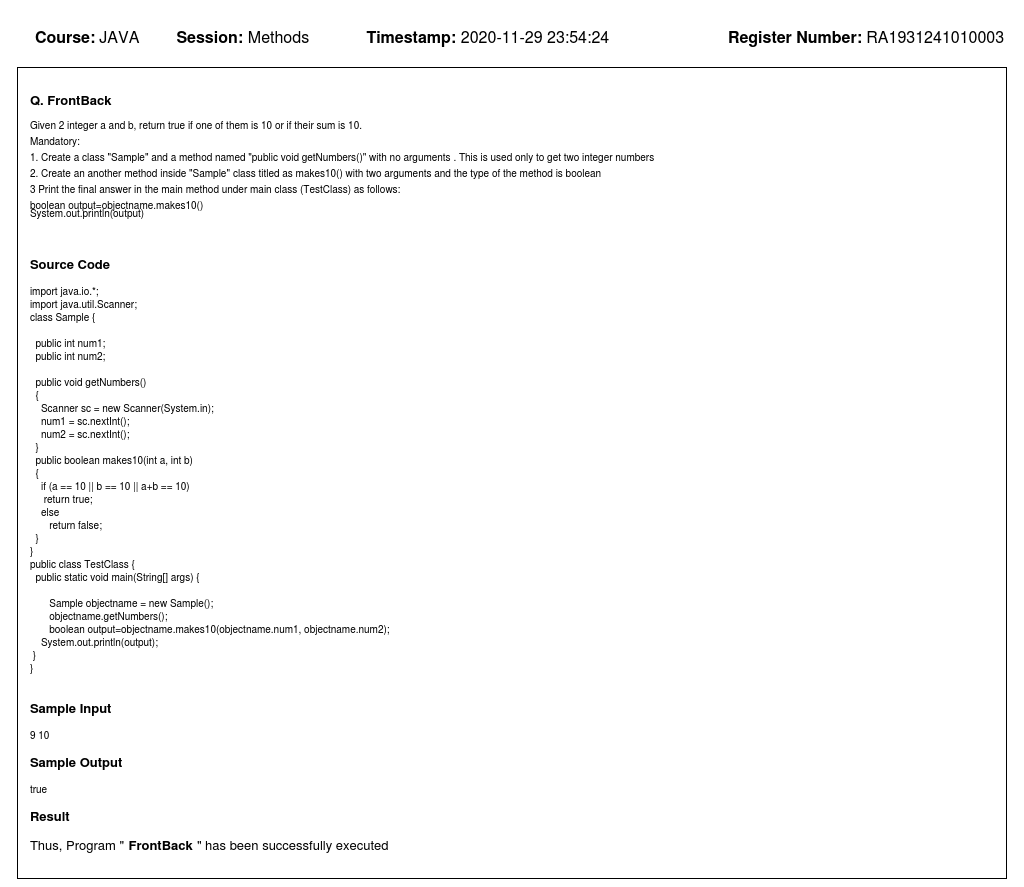 Course: JAVA Session: Methods Timestamp: 2020-11-29 23:54:24 Register Number: RA1931241010003
Q. FrontBack
Given 2 integer a and b, return true if one of them is 10 or if their sum is 10.
Mandatory:
1. Create a class "Sample" and a method named "public void getNumbers()" with no arguments . This is used only to get two integer numbers
2. Create an another method inside "Sample" class titled as makes10() with two arguments and the type of the method is boolean
3 Print the final answer in the main method under main class (TestClass) as follows:
boolean output=objectname.makes10()
System.out.println(output)
Source Code
import java.io.*;
import java.util.Scanner;
class Sample {
public int num1;
public int num2;
public void getNumbers()
{
Scanner sc = new Scanner(System.in);
num1 = sc.nextInt();
num2 = sc.nextInt();
}
public boolean makes10(int a, int b)
{
if (a == 10 || b == 10 || a+b == 10)
return true;
else
return false;
}
}
public class TestClass {
public static void main(String[] args) {
Sample objectname = new Sample();
objectname.getNumbers();
boolean output=objectname.makes10(objectname.num1, objectname.num2);
System.out.println(output);
}
}
Sample Input
9 10
Sample Output
true
Result
Thus, Program " FrontBack " has been successfully executed